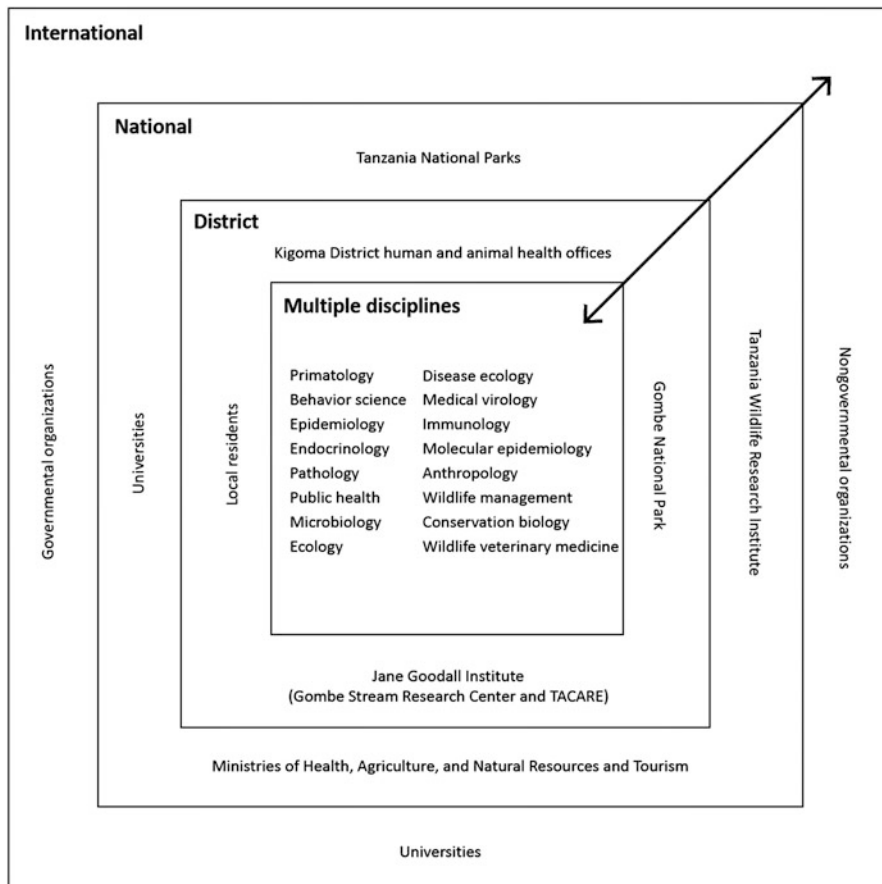 International
National
Tanzania National Parks
District
Kigoma District human and animal health offices
Multiple disciplines
Primatology
Behavior science
Epidemiology
Endocrinology
Pathology
Public health
Microbiology
Ecology
Disease ecology
Medical virology
Immunology
Molecular epidemiology
Anthropology
Wildlife management
Conservation biology
Wildlife veterinary medicine
Governmental organizations
Universities
Local residents
Gombe National Park
Tanzania Wildlife Research Institute
Nongovernmental organizations
Jane Goodall Institute
(Gombe Stream Research Center and TACARE)
Ministries of Health, Agriculture, and Natural Resources and Tourism
Universities